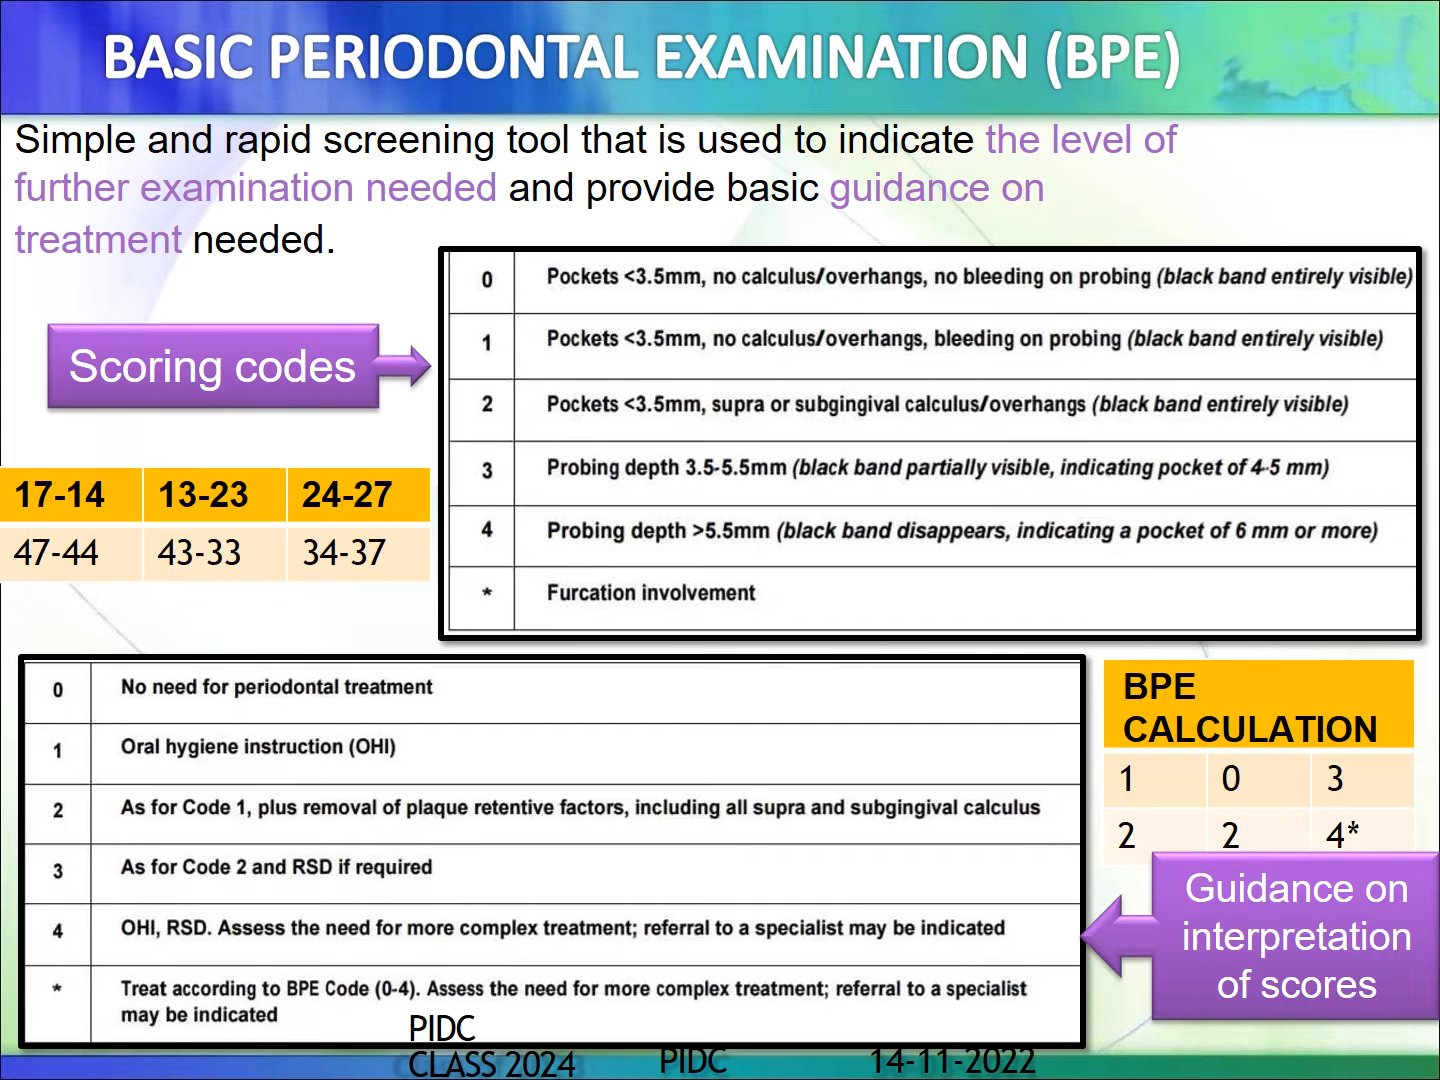 BASIC PERIODONTAL EXAMINATION (BPE)
Simple and rapid screening tool that is used to indicate the level of
further examination needed and provide basic guidance on
treatment needed.
Scoring codes
0 Pockets <3.5mm, no calculus/overhangs, no bleeding on probing (black band entirely visible)
1 Pockets <3.5mm, no calculus/overhangs, bleeding on probing (black band entirely visible)
2 Pockets <3.5mm, supra or subgingival calculus/overhangs (black band entirely visible)
3 Probing depth 3.5-5.5mm (black band partially visible, indicating pocket of 4-5 mm)
4 Probing depth >5.5mm (black band disappears, indicating a pocket of 6 mm or more)
* Furcation involvement
17-14 13-23 24-27
47-44 43-33 34-37
0 No need for periodontal treatment
1 Oral hygiene instruction (OHI)
2 As for Code 1, plus removal of plaque retentive factors, including all supra and subgingival calculus
3 As for Code 2 and RSD if required
4 OHI, RSD. Assess the need for more complex treatment; referral to a specialist may be indicated
* Treat according to BPE Code (0-4). Assess the need for more complex treatment; referral to a specialist
may be indicated
BPE
CALCULATION
1 0 3
2 2 4*
Guidance on
interpretation
of scores
PIDC
CLASS 2024
PIDC
14-11-2022